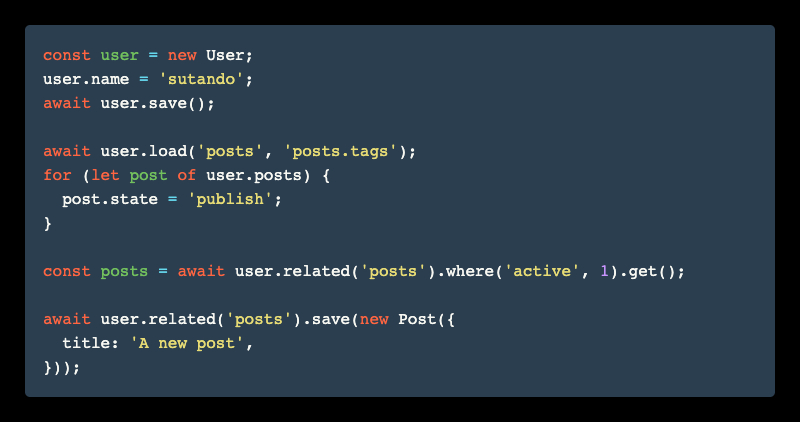 const user = new User;
user.name = 'sutando';
await user.save();

await user.load('posts', 'posts.tags');
for (let post of user.posts) {
  post.state = 'publish';
}

const posts = await user.related('posts').where('active', 1).get();

await user.related('posts').save(new Post({
  title: 'A new post',
}));